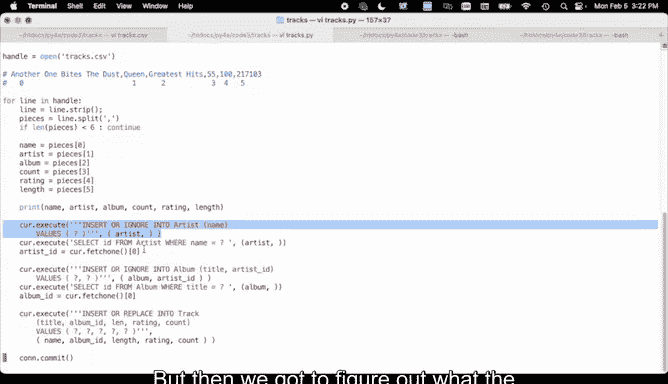 Terminal Shell Edit View Window Help
Mon Feb 5 3:22 PM
tracks — vi tracks.py — 157×37
handle = open('tracks.csv')
# Another One Bites The Dust,Queen,Greatest Hits,55,100,217103
# 0 1 2 3 4 5
for line in handle:
line = line.strip();
pieces = line.split(',')
if len(pieces) < 6 : continue
name = pieces[0]
artist = pieces[1]
album = pieces[2]
count = pieces[3]
rating = pieces[4]
length = pieces[5]
print(name, artist, album, count, rating, length)
cur.execute('''INSERT OR IGNORE INTO Artist (name)
VALUES ( ? )''', ( artist, ) )
cur.execute('SELECT id FROM Artist WHERE name = ? ', (artist, ))
artist_id = cur.fetchone()[0]
cur.execute('''INSERT OR IGNORE INTO Album (title, artist_id)
VALUES ( ?, ? )''', ( album, artist_id ) )
cur.execute('SELECT id FROM Album WHERE title = ? ', (album, ))
album_id = cur.fetchone()[0]
cur.execute('''INSERT OR REPLACE INTO Track
(title, album_id, len, rating, count)
VALUES ( ?, ?, ?, ?, ? )''',
( name, album_id, length, rating, count ) )
conn.commit()
But then we got to figure out what the